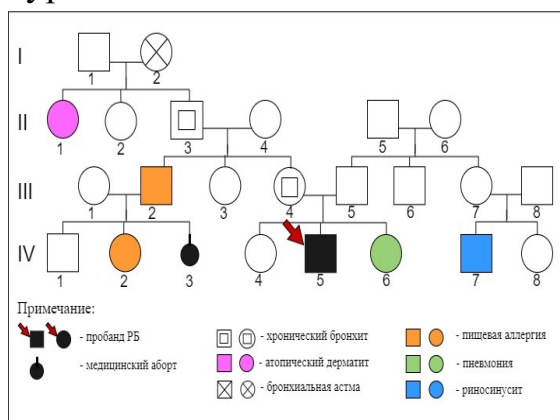 I
1 2
II
1 2 3 4 5 6
III
1 2 3 4 5 6 7 8
IV
1 2 3 4 5 6 7 8
Примечание:
- пробанд РБ
- медицинский аборт
- хронический бронхит
- атопический дерматит
- бронхиальная астма
- пищевая аллергия
- пневмония
- риносинусит